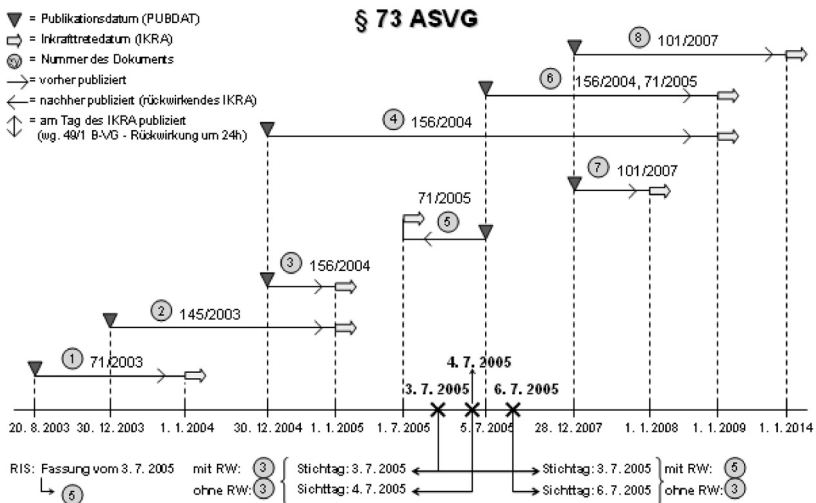 § 73 ASVG
= Publikationsdatum (PUBDAT)
= Inkrafttretedatum (IKRA)
= Nummer des Dokuments
= vorher publiziert
= nachher publiziert (rückwirkendes IKRA)
= am Tag des IKRA publiziert
(wg. 49/1 B-VG - Rückwirkung um 24h)
8 101/2007
6 156/2004, 71/2005
4 156/2004
7 101/2007
71/2005
5
3 156/2004
2 145/2003
1 71/2003
4. 7. 2005
3. 7. 2005 6. 7. 2005
20. 8. 2003 30. 12. 2003 1. 1. 2004 30. 12. 2004 1. 1. 2005 1. 7. 2005 5. 7. 2005 28. 12. 2007 1. 1. 2008 1. 1. 2009 1. 1. 2014
RIS: Fassung vom 3. 7. 2005 mit RW: 3 Stichtag: 3. 7. 2005 Stichtag: 3. 7. 2005 mit RW: 5
5 ohne RW: 3 Sichttag: 4. 7. 2005 Sichttag: 6. 7. 2005 ohne RW: 3